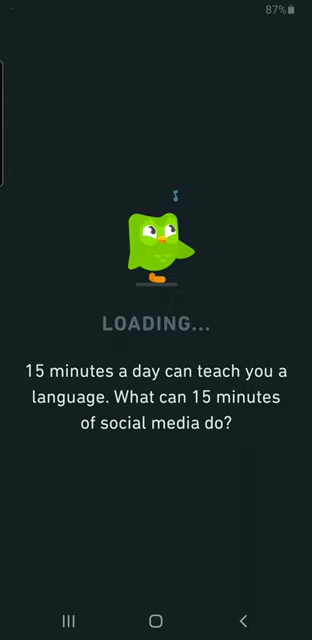 87%
LOADING...
15 minutes a day can teach you a
language. What can 15 minutes
of social media do?